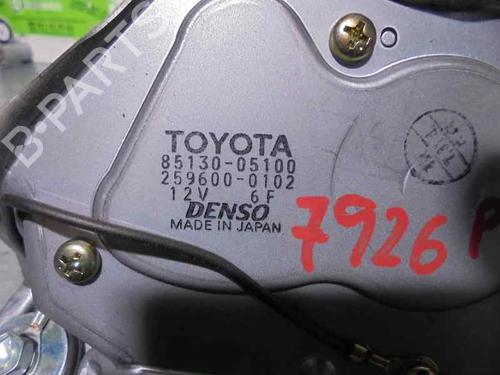 TOYOTA
85130-05100
259600-0102
12V 6F
DENSO
MADE IN JAPAN
7926 P
B-PARTS